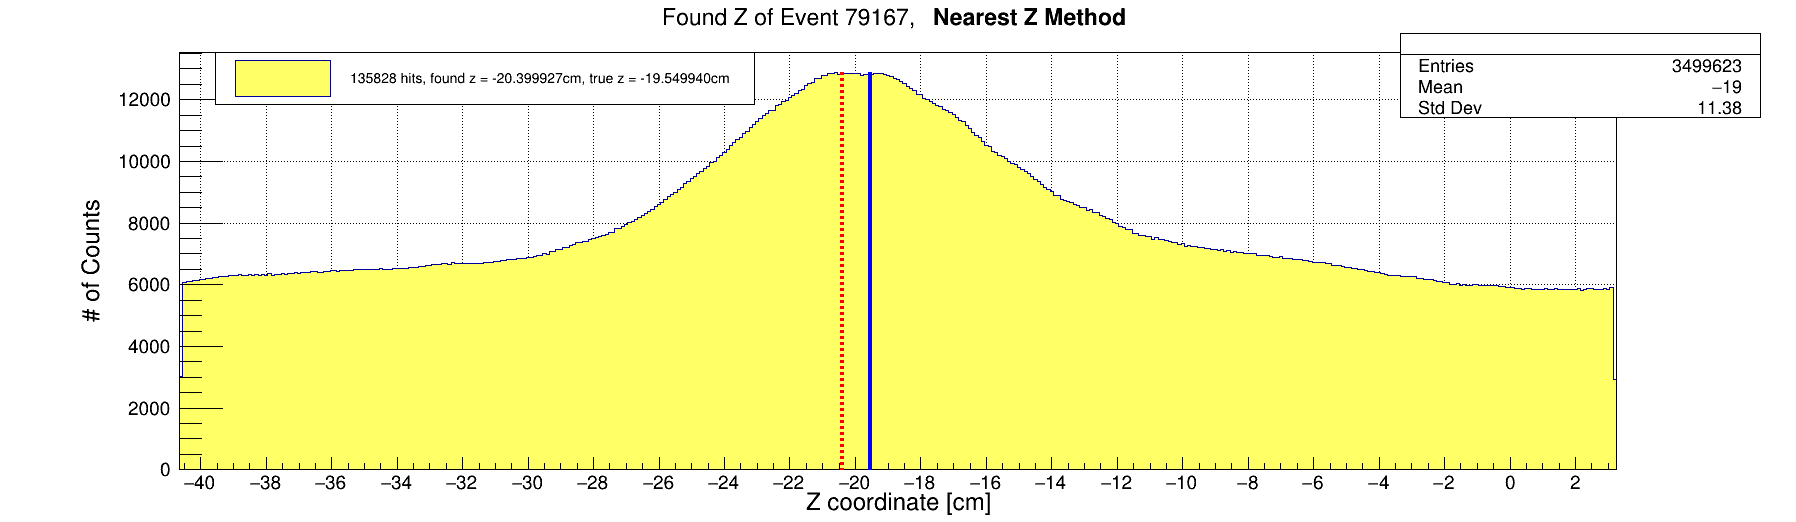 Found Z of Event 79167, Nearest Z Method
135828 hits, found z = -20.399927cm, true z = -19.549940cm
Entries 3499623
Mean −19
Std Dev 11.38
12000
10000
8000
6000
4000
2000
0
# of Counts
−40 −38 −36 −34 −32 −30 −28 −26 −24 −22 −20 −18 −16 −14 −12 −10 −8 −6 −4 −2 0 2
Z coordinate [cm]